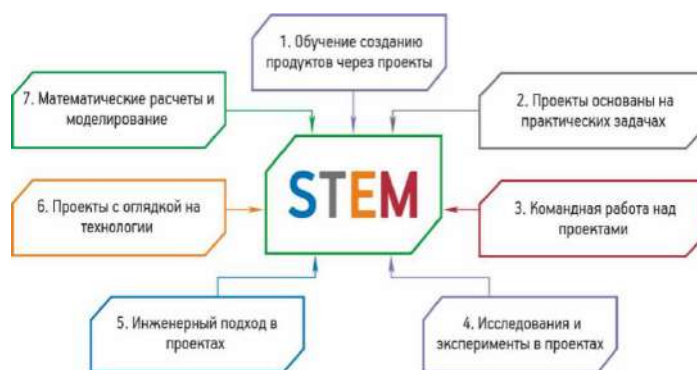 1. Обучение созданию
продуктов через проекты
2. Проекты основаны на
практических задачах
3. Командная работа над
проектами
4. Исследования и
эксперименты в проектах
5. Инженерный подход в
проектах
6. Проекты с оглядкой на
технологии
7. Математические расчеты и
моделирование
STEM